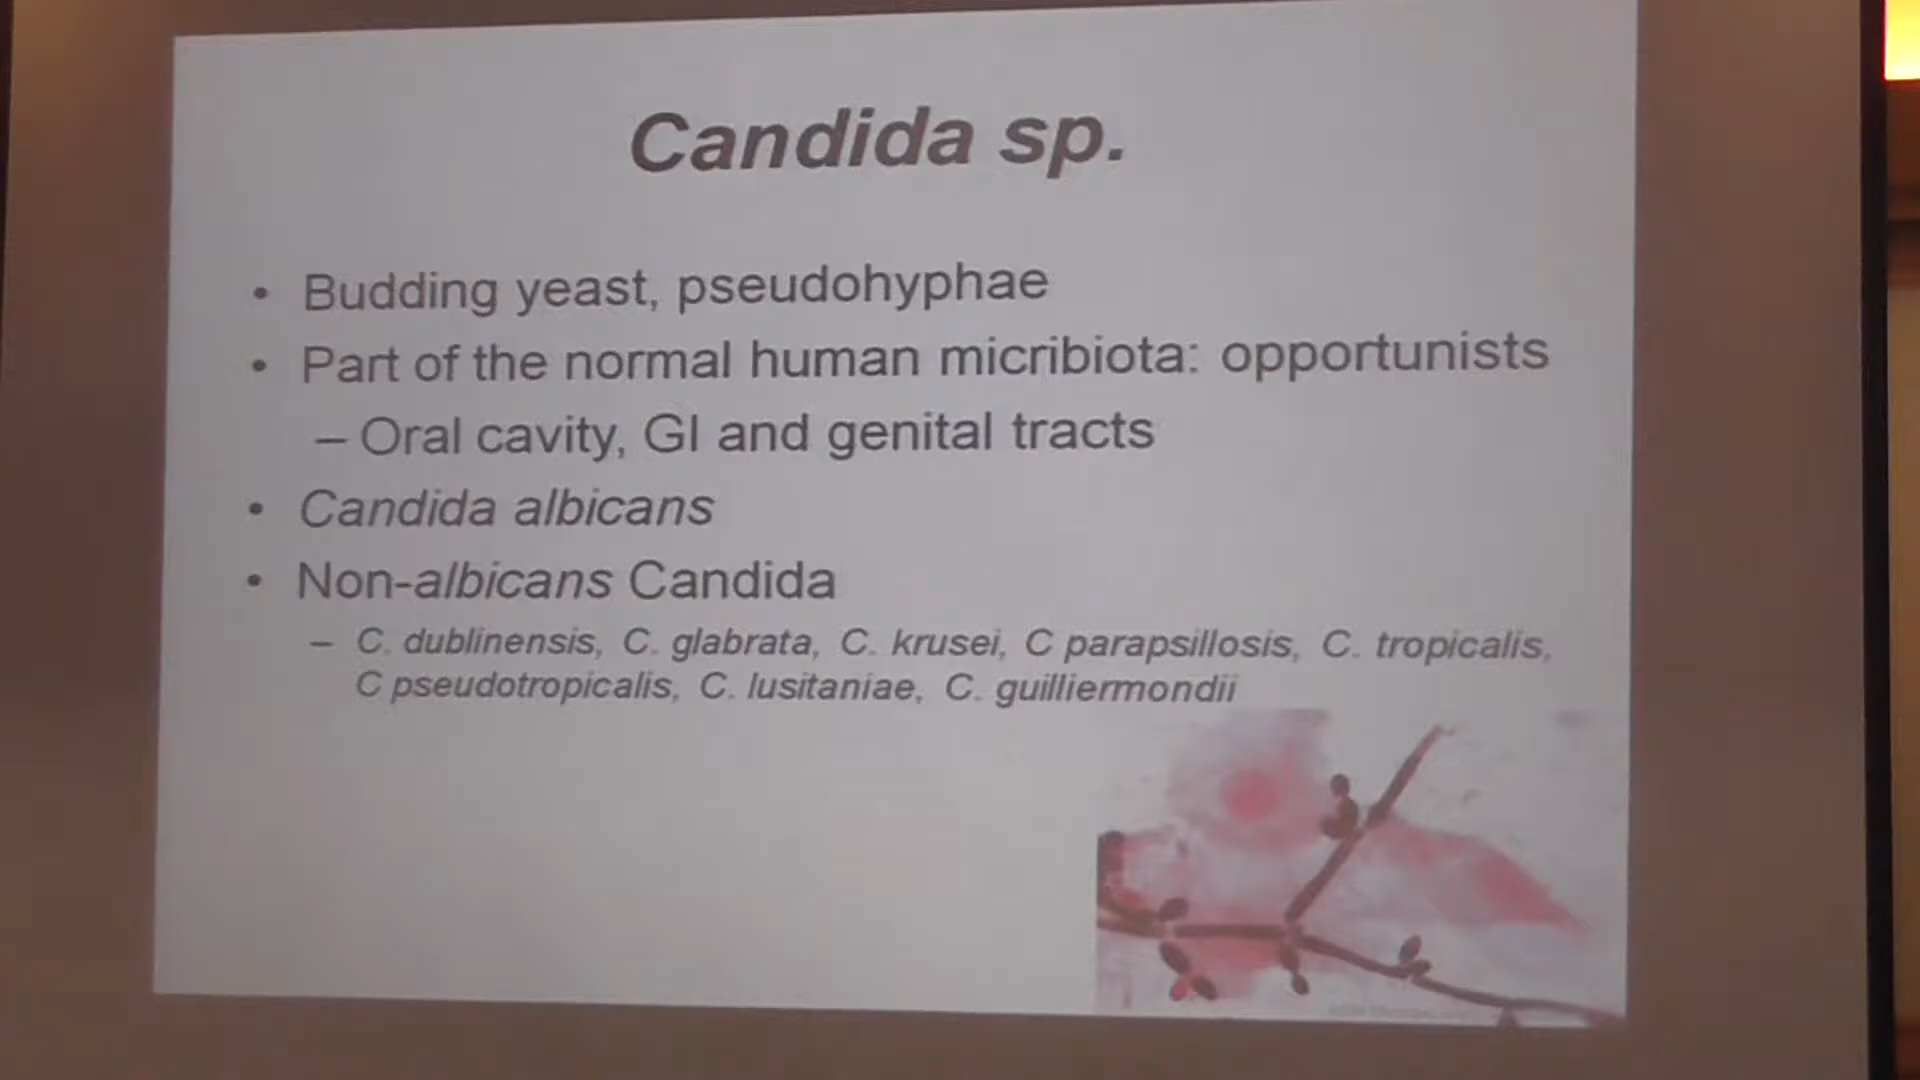 Candida sp.
• Budding yeast, pseudohyphae
• Part of the normal human micribiota: opportunists
– Oral cavity, GI and genital tracts
• Candida albicans
• Non-albicans Candida
– C. dublinensis, C. glabrata, C. krusei, C parapsillosis, C. tropicalis,
C pseudotropicalis, C. lusitaniae, C. guilliermondii